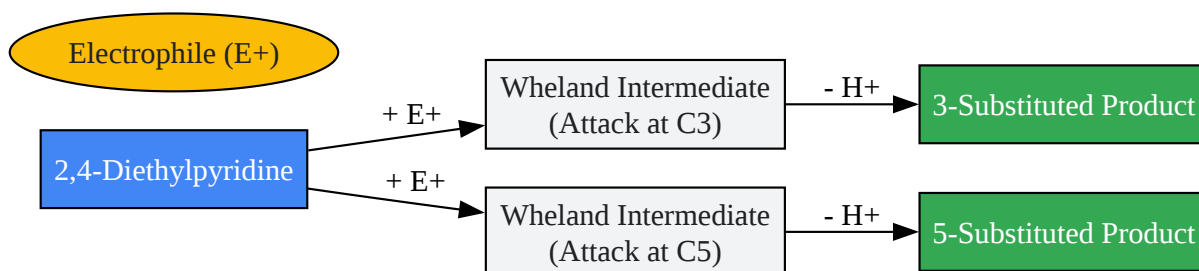 Electrophile (E+)
2,4-Diethylpyridine
+ E+
+ E+
Wheland Intermediate
(Attack at C3)
- H+
3-Substituted Product
Wheland Intermediate
(Attack at C5)
- H+
5-Substituted Product